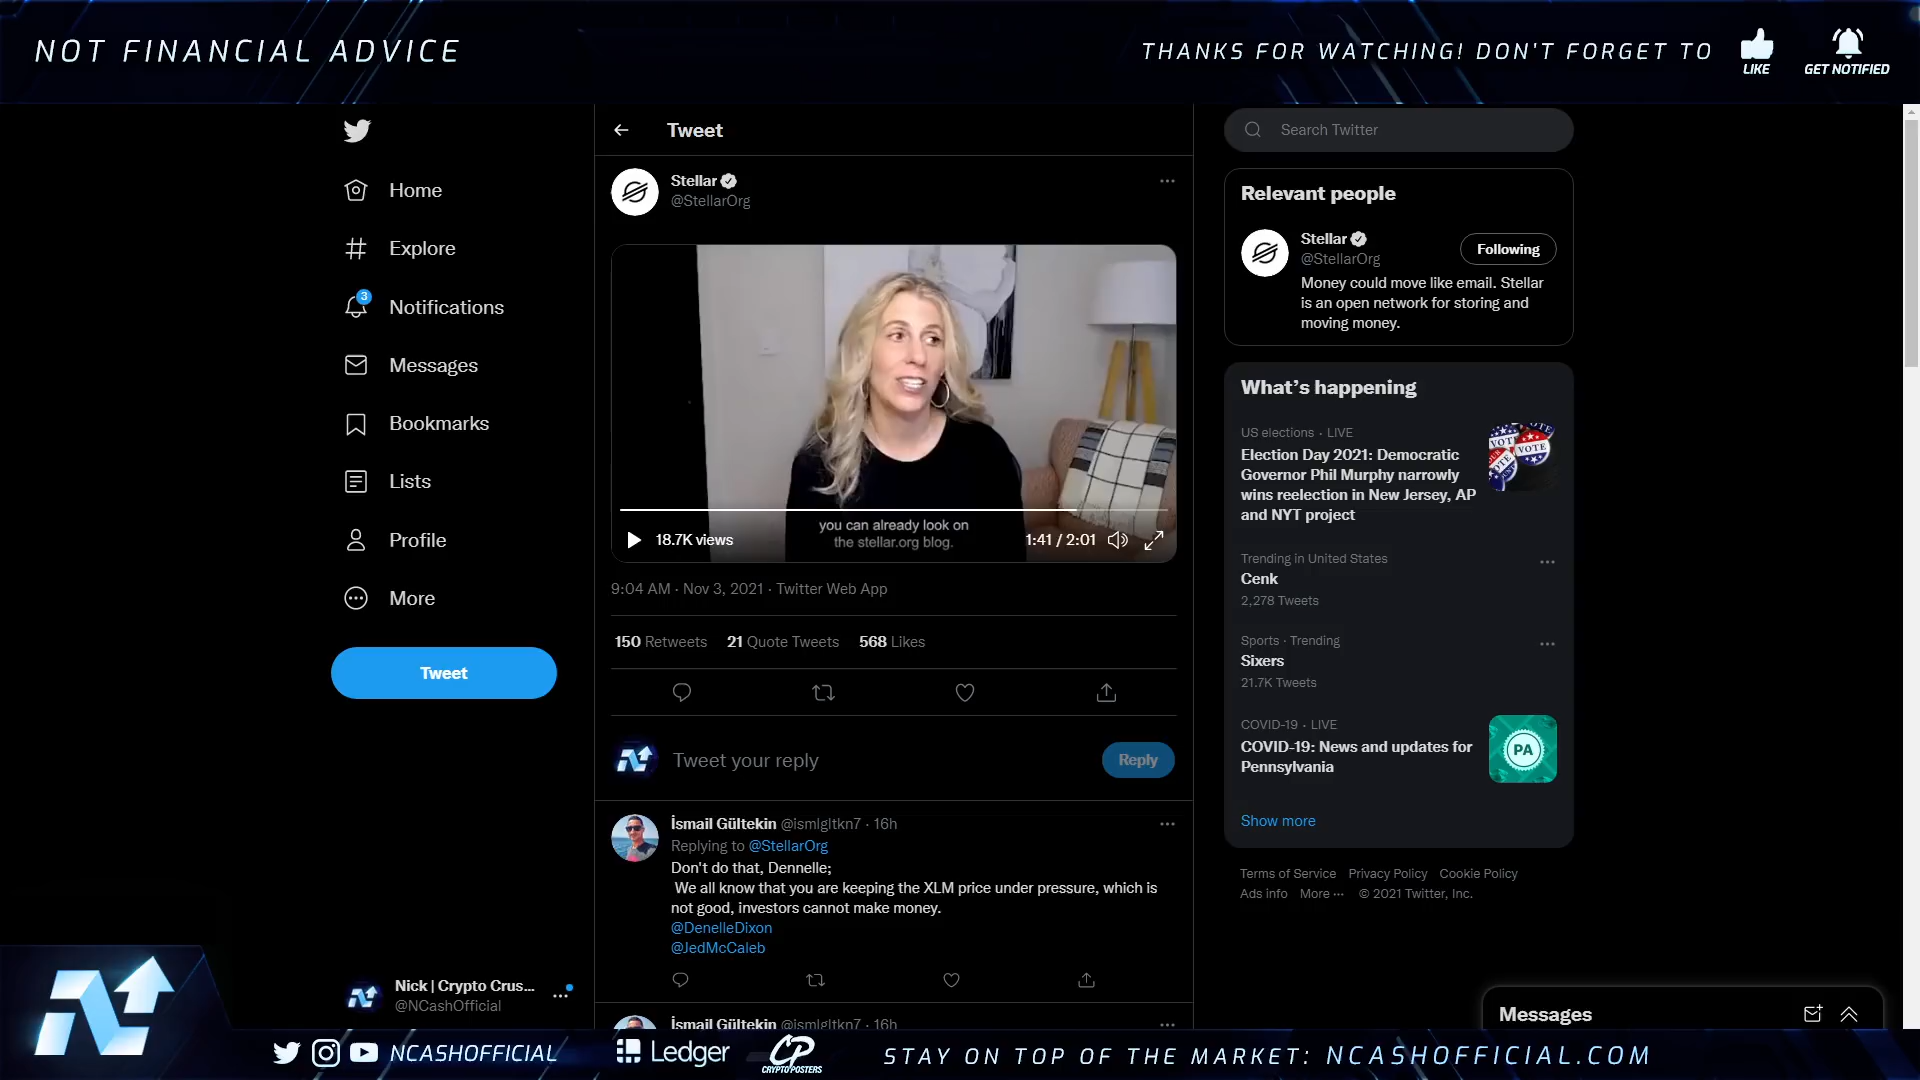 NOT FINANCIAL ADVICE
THANKS FOR WATCHING! DON'T FORGET TO
LIKE
GET NOTIFIED
Home
Explore
3
Notifications
Messages
Bookmarks
Lists
Profile
More
Tweet
Nick | Crypto Crus...
@NCashOfficial
Tweet
Stellar
@StellarOrg
you can already look on
the stellar.org blog.
18.7K views
1:41 / 2:01
9:04 AM · Nov 3, 2021 · Twitter Web App
150 Retweets 21 Quote Tweets 568 Likes
Tweet your reply
Reply
İsmail Gültekin @ismlgltkn7 · 16h
Replying to @StellarOrg
Don't do that, Dennelle;
We all know that you are keeping the XLM price under pressure, which is
not good, investors cannot make money.
@DenelleDixon
@JedMcCaleb
İsmail Gültekin @ismlgltkn7 · 16h
Search Twitter
Relevant people
Stellar
@StellarOrg
Following
Money could move like email. Stellar
is an open network for storing and
moving money.
What's happening
US elections · LIVE
Election Day 2021: Democratic
Governor Phil Murphy narrowly
wins reelection in New Jersey, AP
and NYT project
VOTE
Trending in United States
Cenk
2,278 Tweets
Sports · Trending
Sixers
21.7K Tweets
COVID-19 · LIVE
COVID-19: News and updates for
Pennsylvania
PA
Show more
Terms of Service Privacy Policy Cookie Policy
Ads info More ··· © 2021 Twitter, Inc.
Messages
NCASHOFFICIAL
Ledger
CP
CRYPTOPOSTERS
STAY ON TOP OF THE MARKET: NCASHOFFICIAL.COM